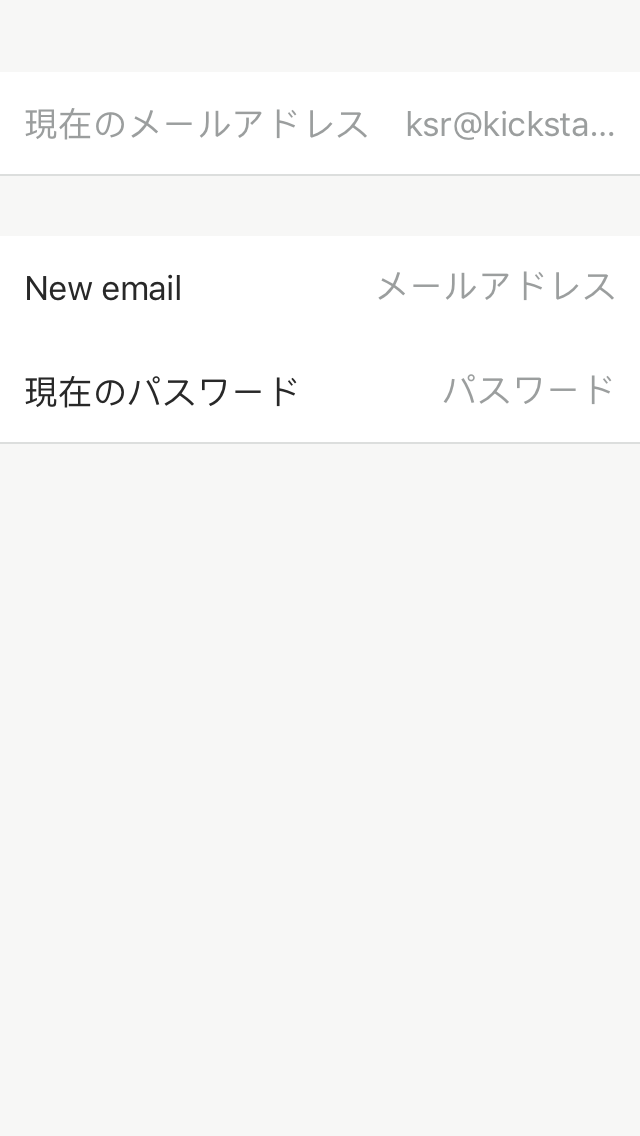 現在のメールアドレス ksr@kicksta...
New email メールアドレス
現在のパスワード パスワード